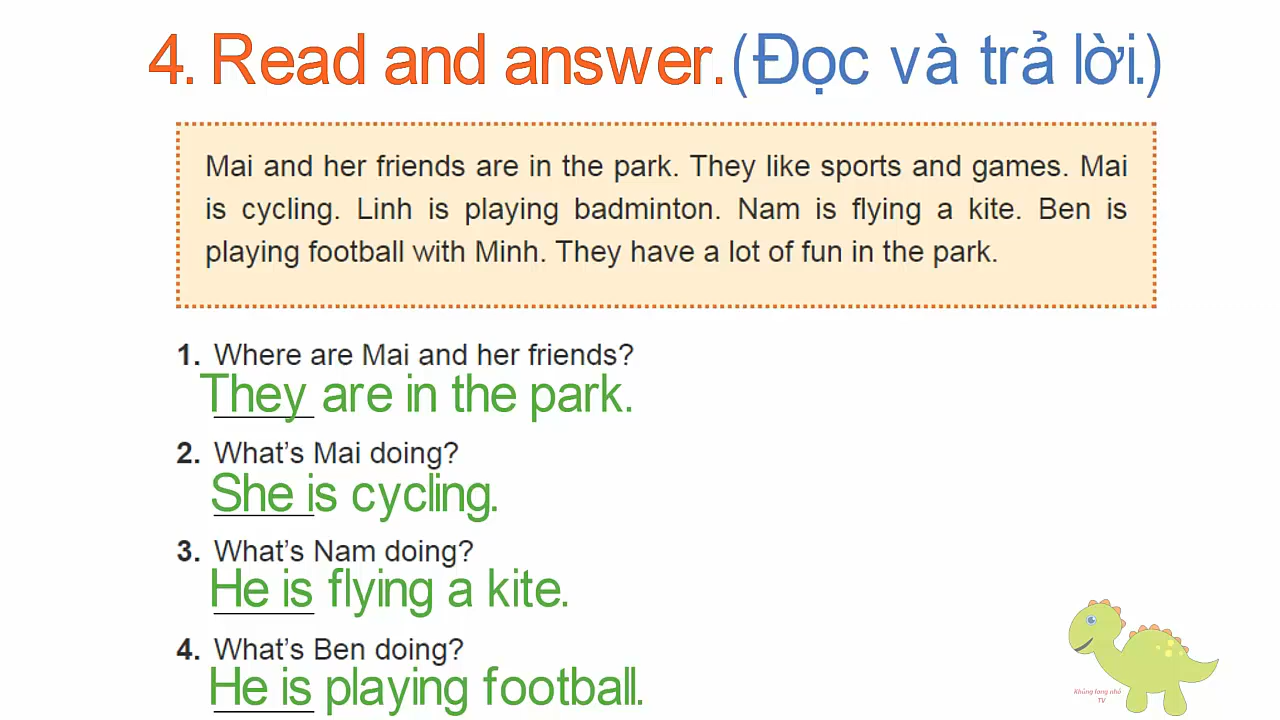 4. Read and answer. (Đọc và trả lời.)
Mai and her friends are in the park. They like sports and games. Mai
is cycling. Linh is playing badminton. Nam is flying a kite. Ben is
playing football with Minh. They have a lot of fun in the park.
1. Where are Mai and her friends?
They are in the park.
2. What's Mai doing?
She is cycling.
3. What's Nam doing?
He is flying a kite.
4. What's Ben doing?
He is playing football.
Khủng long nhỏ
TV